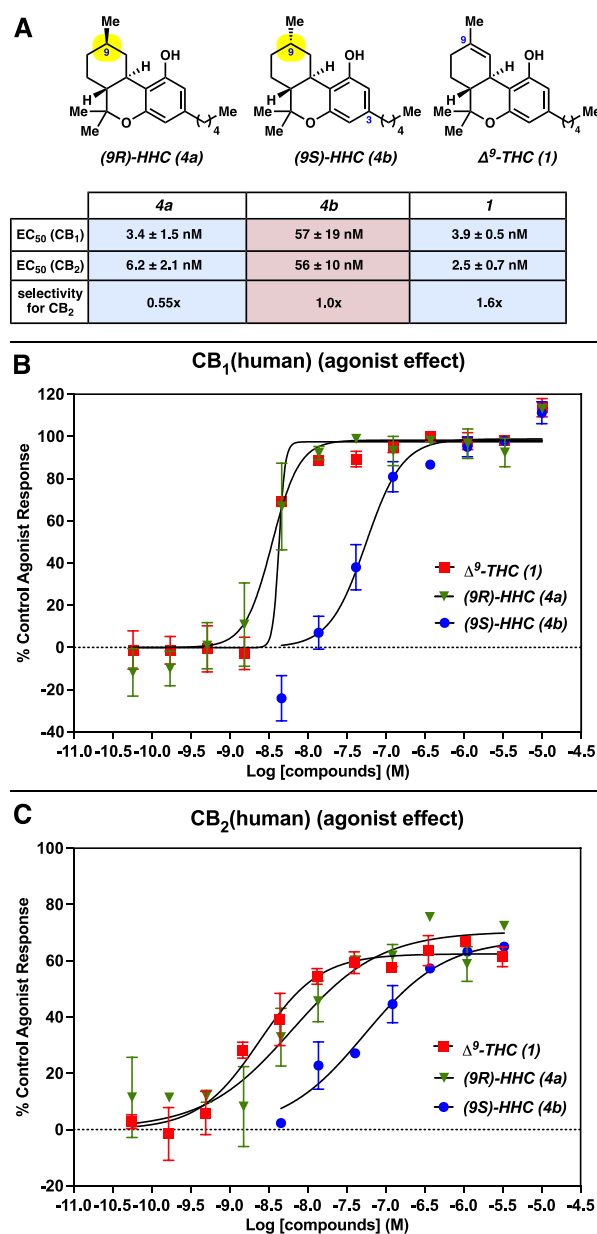 A
Me
9
OH
H
H
Me
Me
O
4
Me
(9R)-HHC (4a)
Me
9
OH
H
H
Me
Me
O
3
4
Me
(9S)-HHC (4b)
Me
9
OH
H
H
Me
Me
O
4
Me
Δ⁹-THC (1)
4a 4b 1
EC₅₀ (CB₁) 3.4 ± 1.5 nM 57 ± 19 nM 3.9 ± 0.5 nM
EC₅₀ (CB₂) 6.2 ± 2.1 nM 56 ± 10 nM 2.5 ± 0.7 nM
selectivity
for CB₂ 0.55x 1.0x 1.6x
B
CB₁(human) (agonist effect)
% Control Agonist Response
120
100
80
60
40
20
0
-20
-40
Δ⁹-THC (1)
(9R)-HHC (4a)
(9S)-HHC (4b)
-11.0 -10.5 -10.0 -9.5 -9.0 -8.5 -8.0 -7.5 -7.0 -6.5 -6.0 -5.5 -5.0 -4.5
Log [compounds] (M)
C
CB₂(human) (agonist effect)
% Control Agonist Response
100
80
60
40
20
0
-20
Δ⁹-THC (1)
(9R)-HHC (4a)
(9S)-HHC (4b)
-11.0 -10.5 -10.0 -9.5 -9.0 -8.5 -8.0 -7.5 -7.0 -6.5 -6.0 -5.5 -5.0 -4.5
Log [compounds] (M)